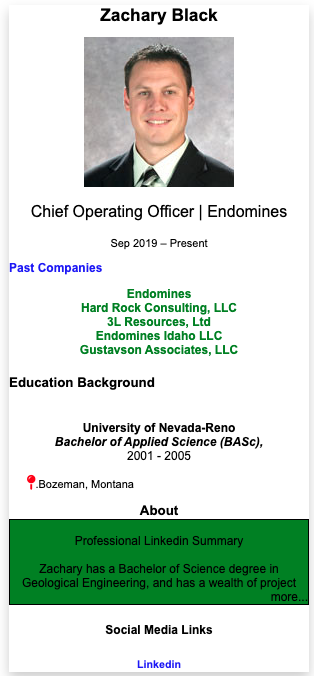 Zachary Black
Chief Operating Officer | Endomines
Sep 2019 – Present
Past Companies
Endomines
Hard Rock Consulting, LLC
3L Resources, Ltd
Endomines Idaho LLC
Gustavson Associates, LLC
Education Background
University of Nevada-Reno
Bachelor of Applied Science (BASc),
2001 - 2005
.Bozeman, Montana
About
Professional Linkedin Summary
Zachary has a Bachelor of Science degree in
Geological Engineering, and has a wealth of project
more...
Social Media Links
Linkedin